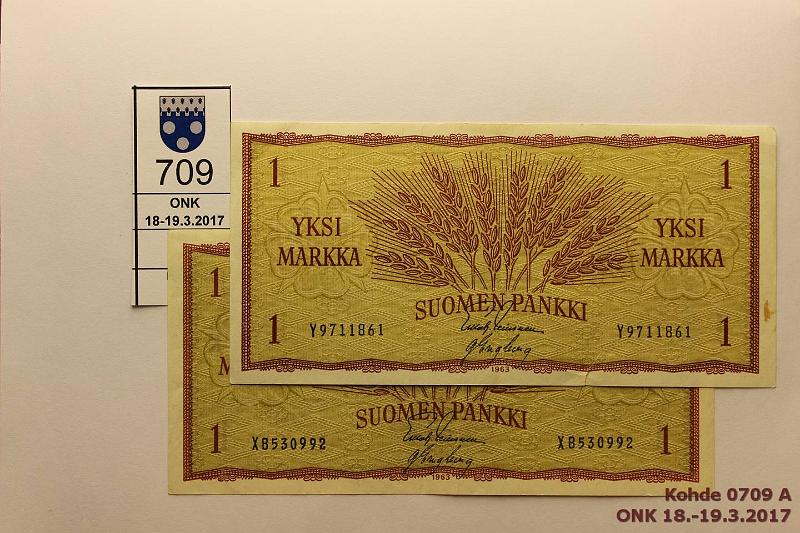 709
ONK
18-19.3.2017
1 1
YKSI MARKKA
YKSI MARKKA
SUOMEN PANKKI
1 Y9711861 Y9711861 1
1963
1
M
SUOMEN PANKKI
1 X8530992 X8530992 1
1963
Kohde 0709 A
ONK 18.-19.3.2017